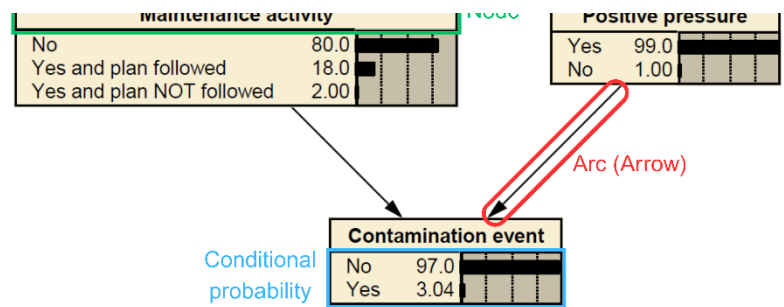 Maintenance activity
Node
Positive pressure
No 80.0
Yes and plan followed 18.0
Yes and plan NOT followed 2.00
Yes 99.0
No 1.00
Arc (Arrow)
Contamination event
Conditional
probability
No 97.0
Yes 3.04